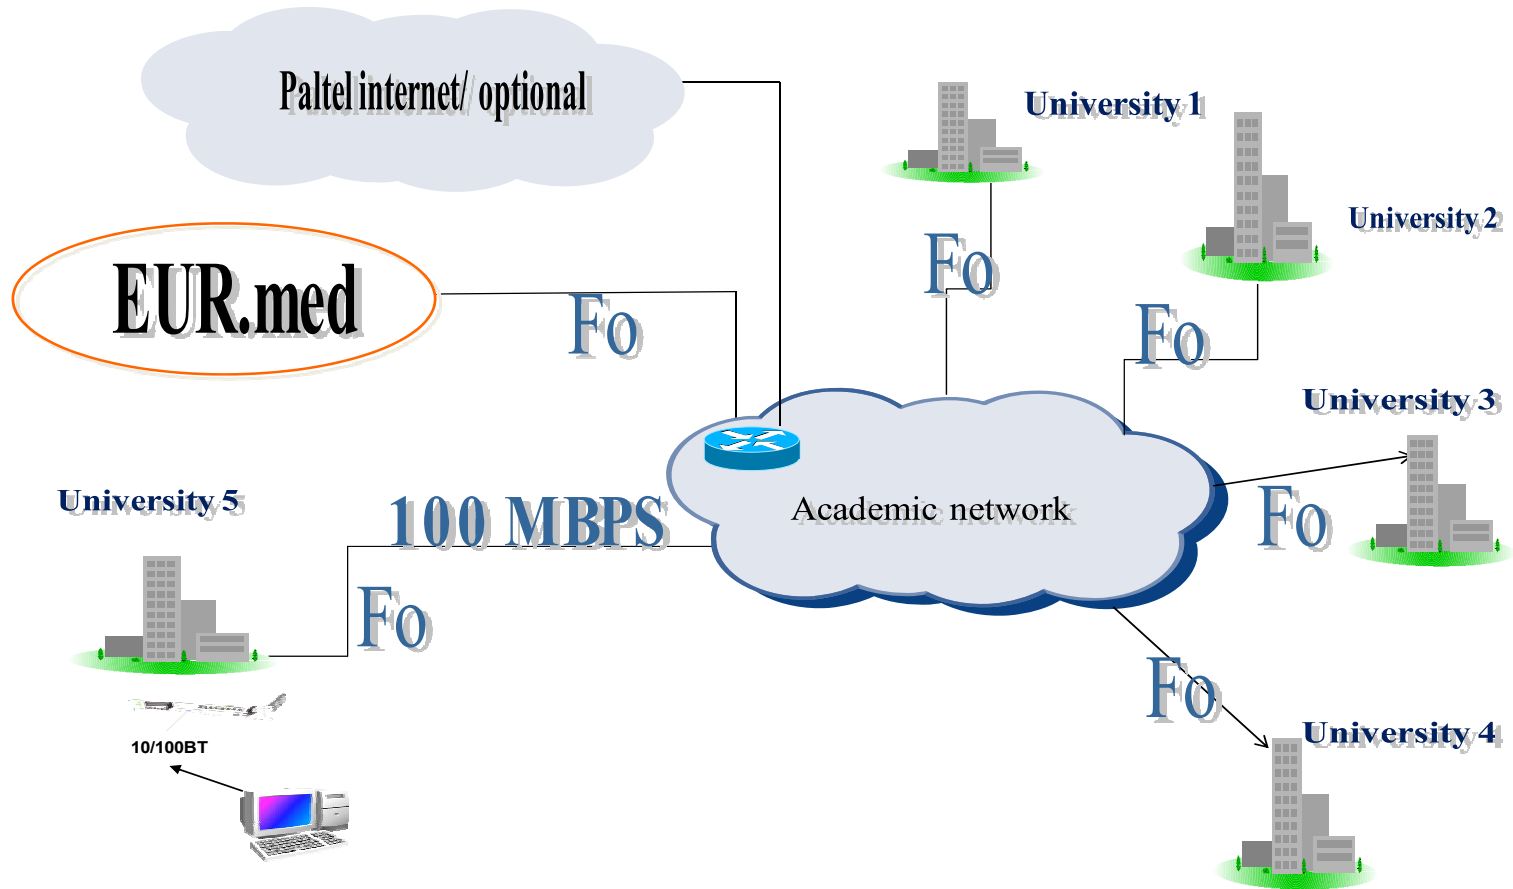 Paltel internet/ optional
University 1
University 2
EUR.med
Fo
Fo
Fo
University 3
Fo
University 5
100 MBPS
Academic network
Fo
Fo
University 4
10/100BT